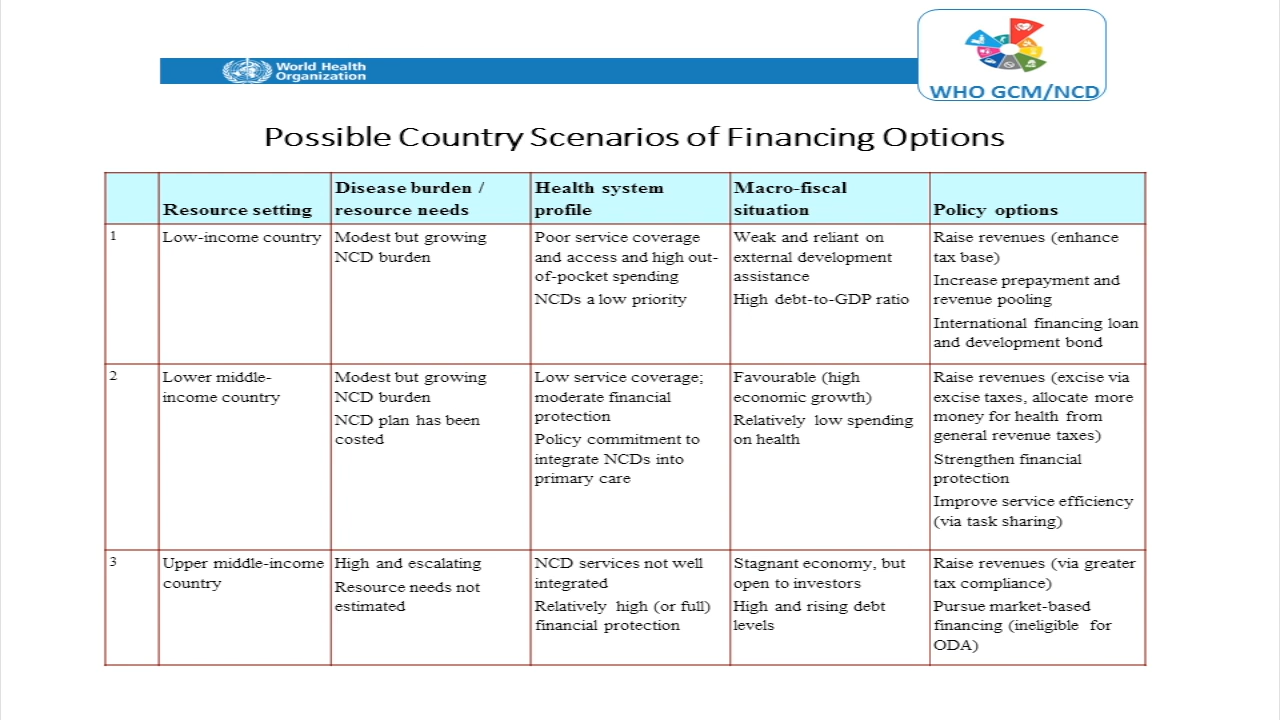 World Health
Organization
WHO GCM/NCD
Possible Country Scenarios of Financing Options
Resource setting
Disease burden /
resource needs
Health system
profile
Macro-fiscal
situation
Policy options
1
Low-income country
Modest but growing
NCD burden
Poor service coverage
and access and high out-
of-pocket spending
NCDs a low priority
Weak and reliant on
external development
assistance
High debt-to-GDP ratio
Raise revenues (enhance
tax base)
Increase prepayment and
revenue pooling
International financing loan
and development bond
2
Lower middle-
income country
Modest but growing
NCD burden
NCD plan has been
costed
Low service coverage;
moderate financial
protection
Policy commitment to
integrate NCDs into
primary care
Favourable (high
economic growth)
Relatively low spending
on health
Raise revenues (excise via
excise taxes, allocate more
money for health from
general revenue taxes)
Strengthen financial
protection
Improve service efficiency
(via task sharing)
3
Upper middle-income
country
High and escalating
Resource needs not
estimated
NCD services not well
integrated
Relatively high (or full)
financial protection
Stagnant economy, but
open to investors
High and rising debt
levels
Raise revenues (via greater
tax compliance)
Pursue market-based
financing (ineligible for
ODA)